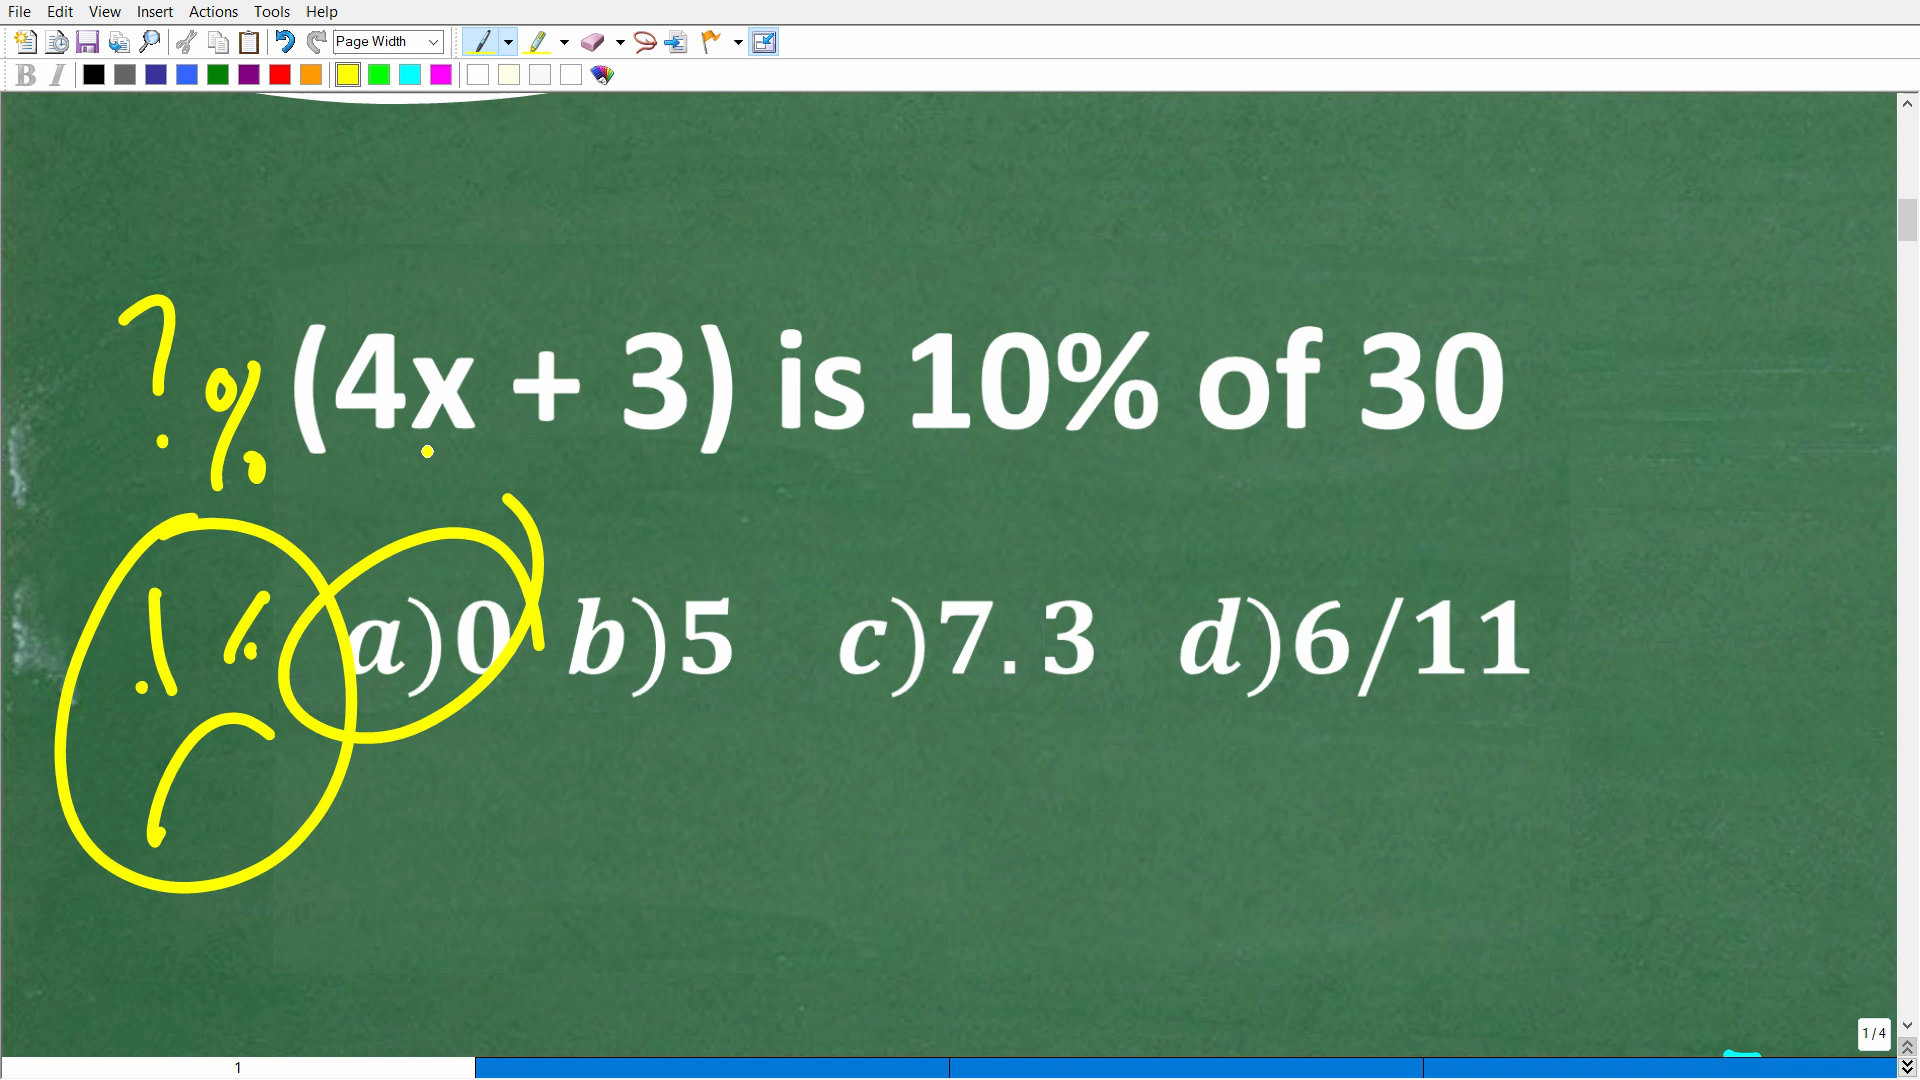 File Edit View Insert Actions Tools Help
Page Width
B I
? %
(4x + 3) is 10% of 30
a)0 b)5 c)7.3 d)6/11
1 / 4
1